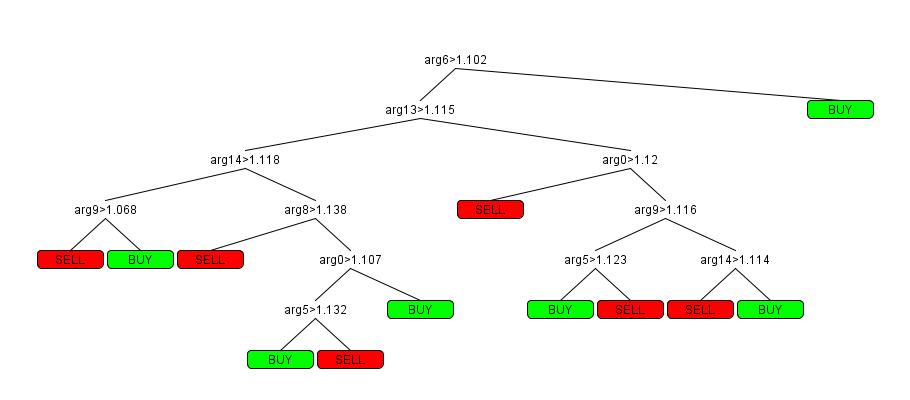 arg6>1.102
arg13>1.115
BUY
arg14>1.118
arg0>1.12
arg9>1.068
arg8>1.138
SELL
arg9>1.116
SELL
BUY
SELL
arg0>1.107
arg5>1.123
arg14>1.114
arg5>1.132
BUY
BUY
SELL
SELL
BUY
BUY
SELL